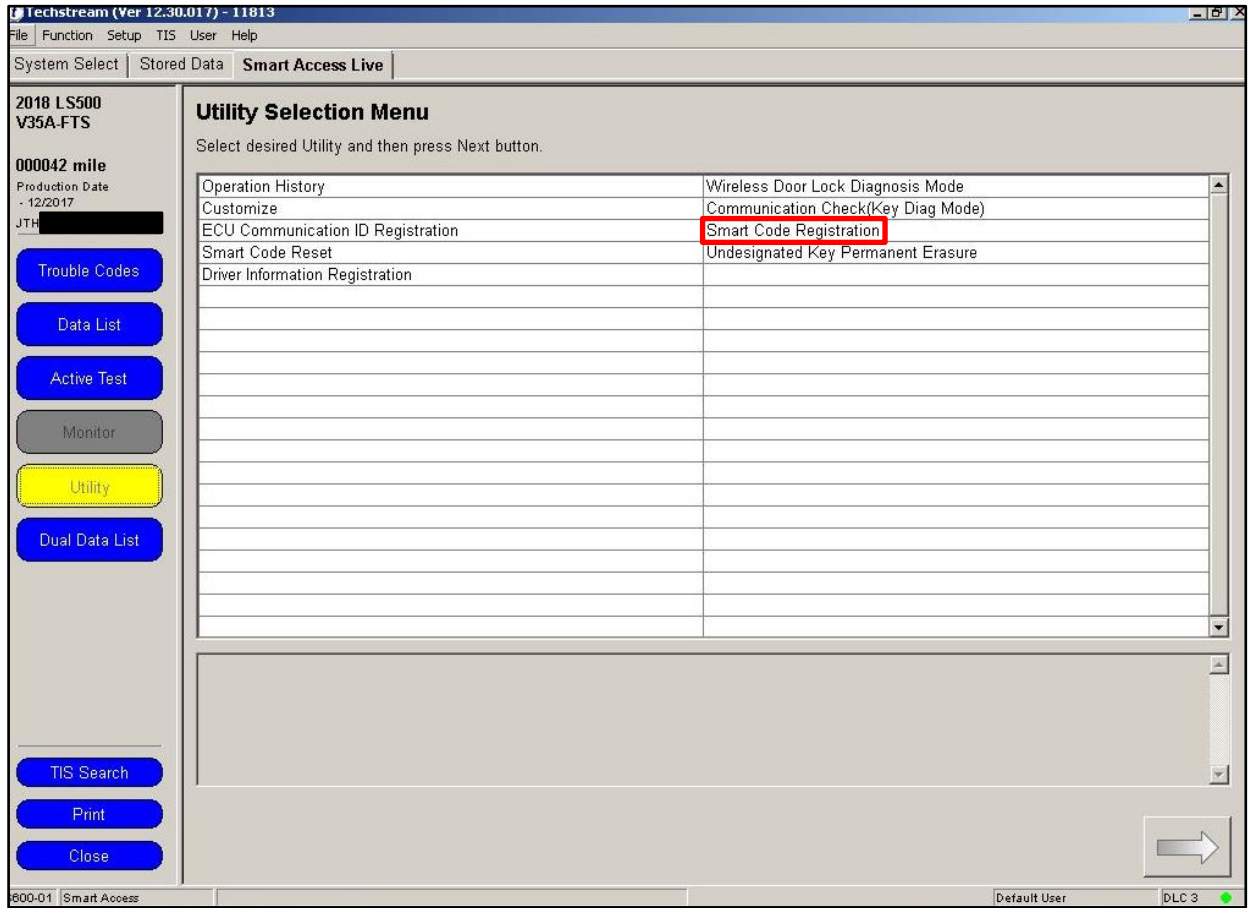 Techstream (Ver 12.30.017) - 11813
File Function Setup TIS User Help
System Select Stored Data Smart Access Live
2018 LS500
V35A-FTS
000042 mile
Production Date
- 12/2017
JTH
Trouble Codes
Data List
Active Test
Monitor
Utility
Dual Data List
TIS Search
Print
Close
Utility Selection Menu
Select desired Utility and then press Next button.
Operation History Wireless Door Lock Diagnosis Mode
Customize Communication Check(Key Diag Mode)
ECU Communication ID Registration Smart Code Registration
Smart Code Reset Undesignated Key Permanent Erasure
Driver Information Registration
600-01 Smart Access Default User DLC 3